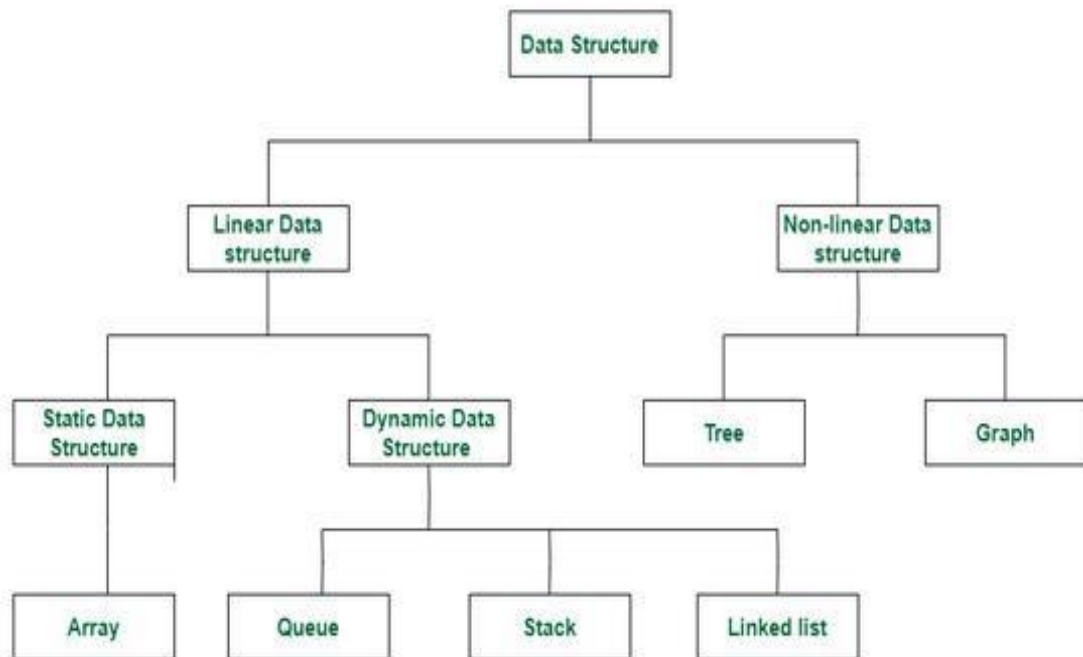 Data Structure
Linear Data
structure
Non-linear Data
structure
Static Data
Structure
Dynamic Data
Structure
Tree
Graph
Array
Queue
Stack
Linked list